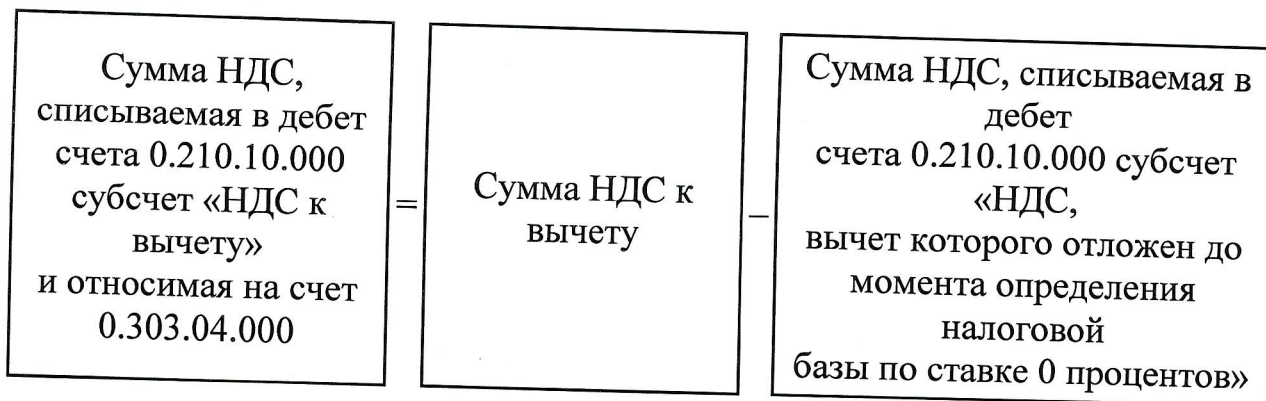 Сумма НДС,
списываемая в дебет
счета 0.210.10.000
субсчет «НДС к
вычету»
и относимая на счет
0.303.04.000
=
Сумма НДС к
вычету
–
Сумма НДС, списываемая в
дебет
счета 0.210.10.000 субсчет
«НДС,
вычет которого отложен до
момента определения
налоговой
базы по ставке 0 процентов»